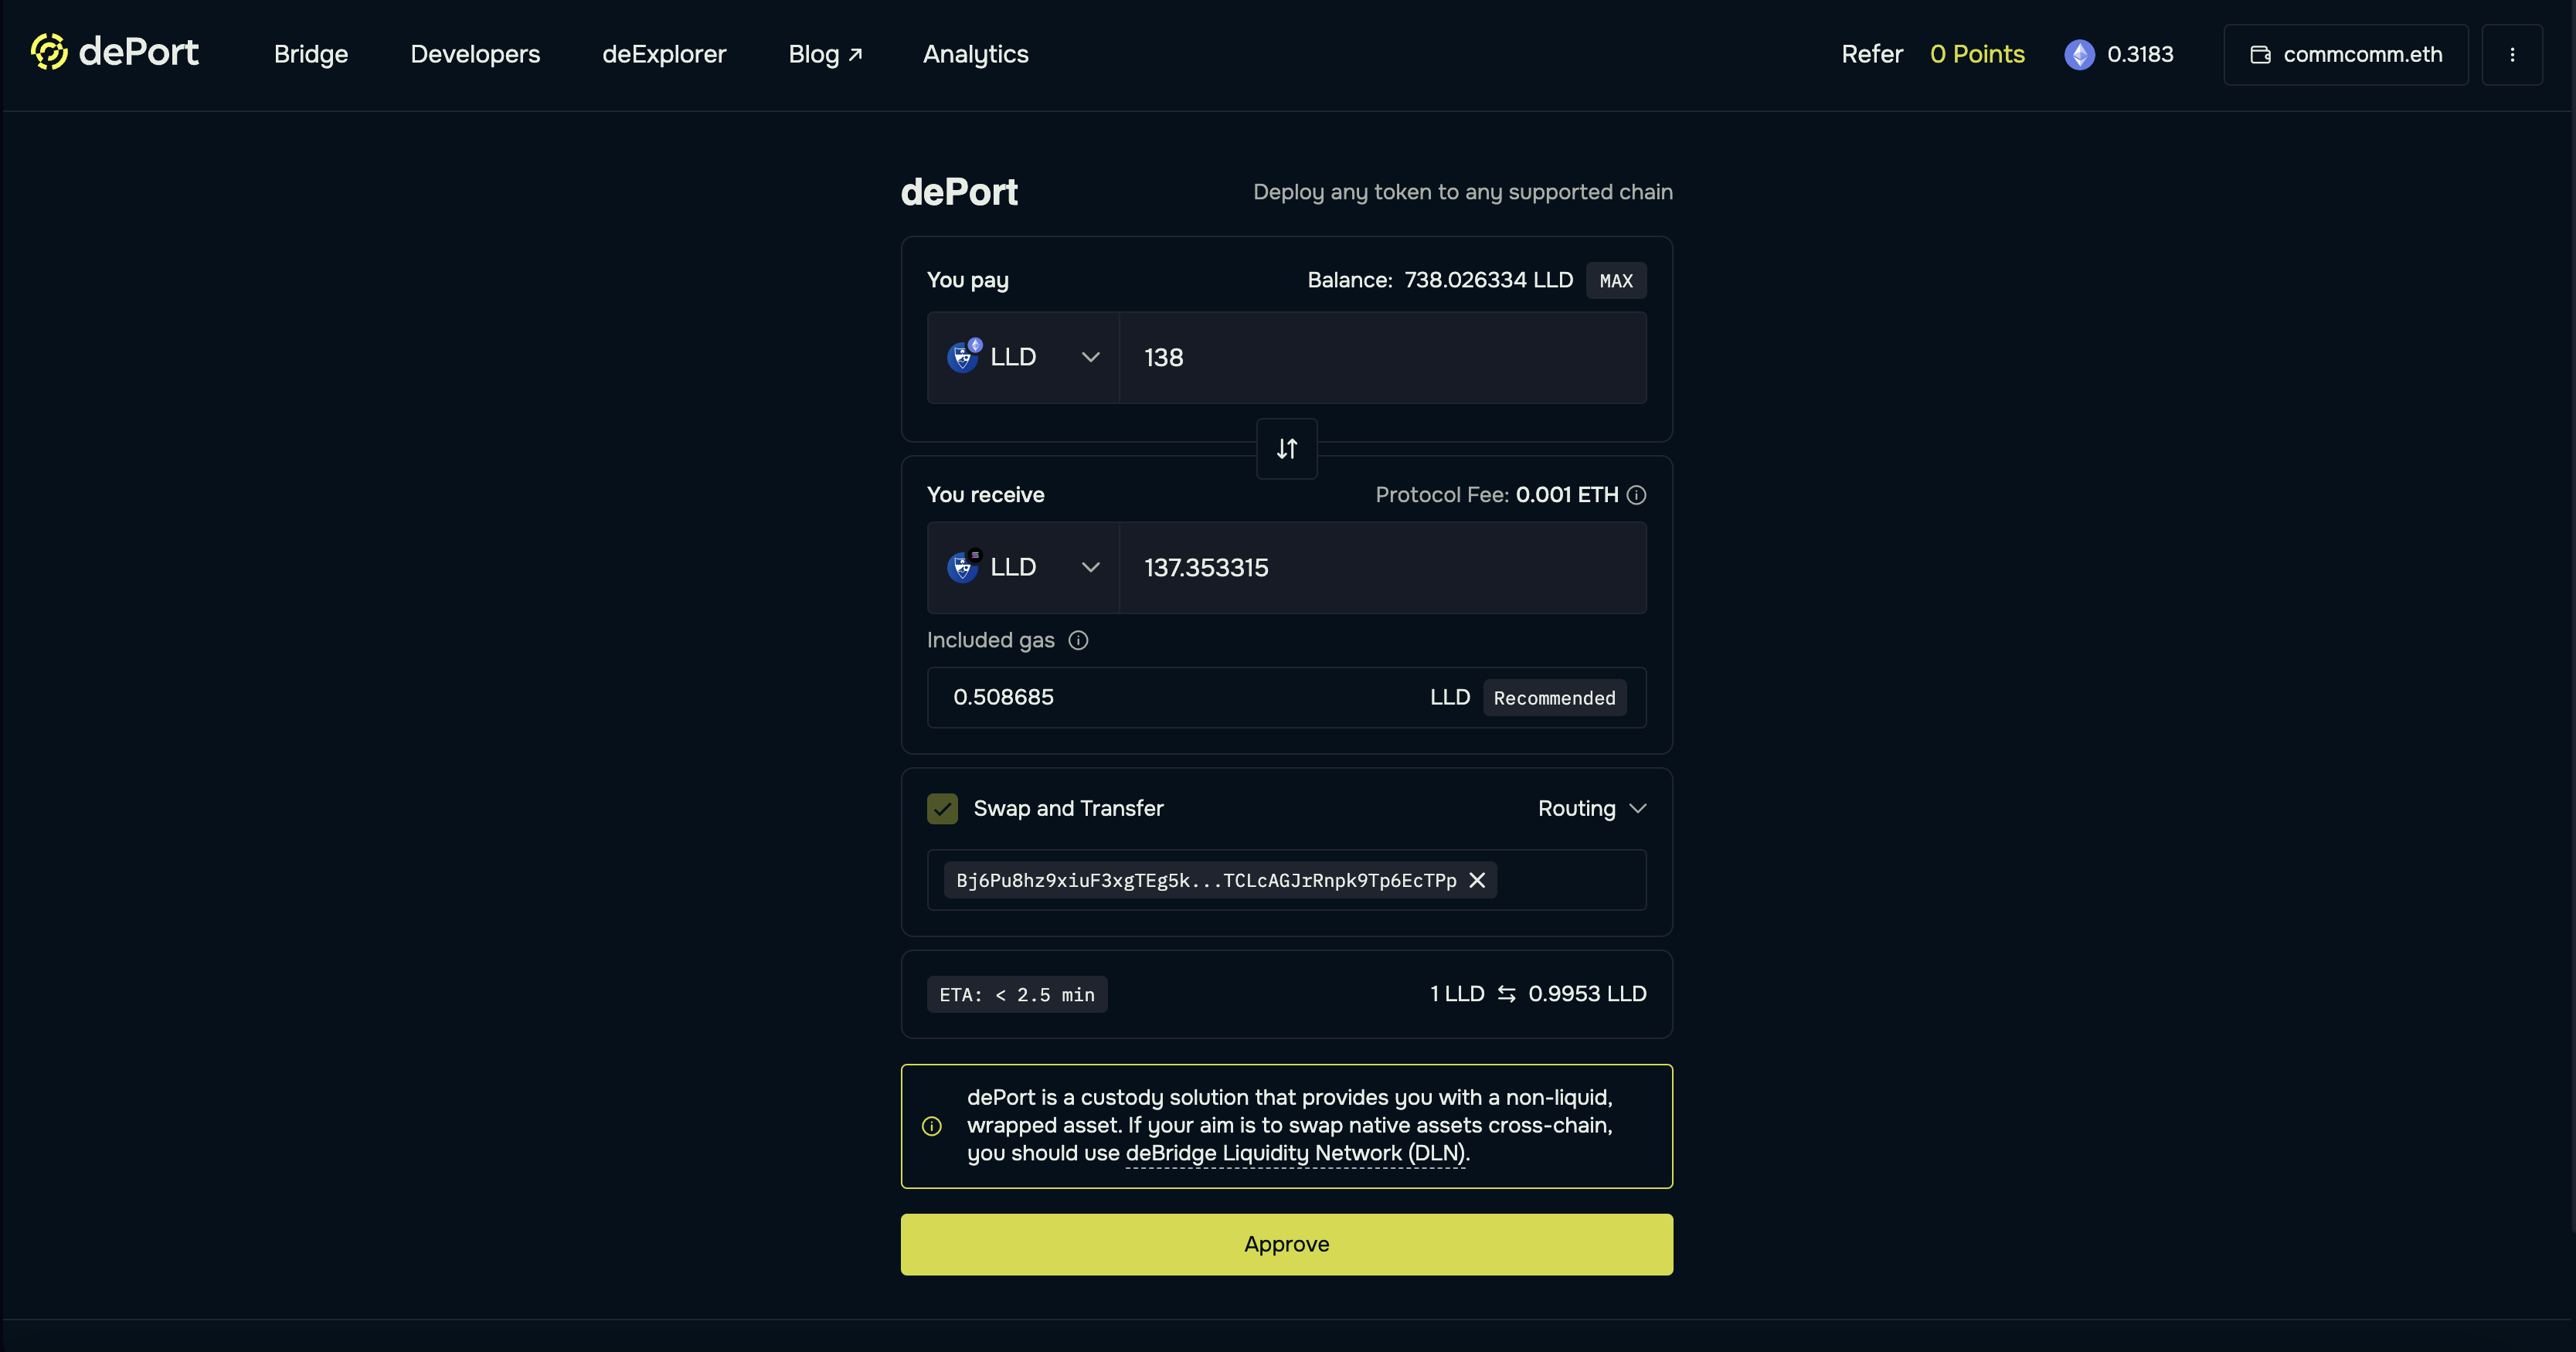 dePort
Bridge
Developers
deExplorer
Blog ↗
Analytics
Refer
0 Points
0.3183
commcomm.eth
dePort
Deploy any token to any supported chain
You pay
Balance: 738.026334 LLD
MAX
LLD
138
You receive
Protocol Fee: 0.001 ETH
LLD
137.353315
Included gas
0.508685
LLD
Recommended
Swap and Transfer
Routing
Bj6Pu8hz9xiuF3xgTEg5k...TCLcAGJrRnpk9Tp6EcTPp
ETA: < 2.5 min
1 LLD ⇆ 0.9953 LLD
dePort is a custody solution that provides you with a non-liquid,
wrapped asset. If your aim is to swap native assets cross-chain,
you should use deBridge Liquidity Network (DLN).
Approve